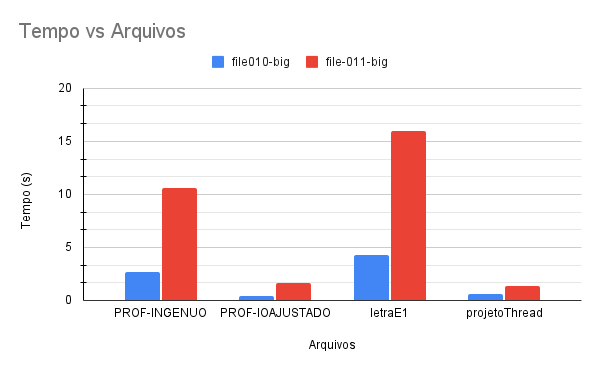 Tempo vs Arquivos
file010-big
file-011-big
Tempo (s)
20
15
10
5
0
PROF-INGENUO
PROF-IOAJUSTADO
letraE1
projetoThread
Arquivos